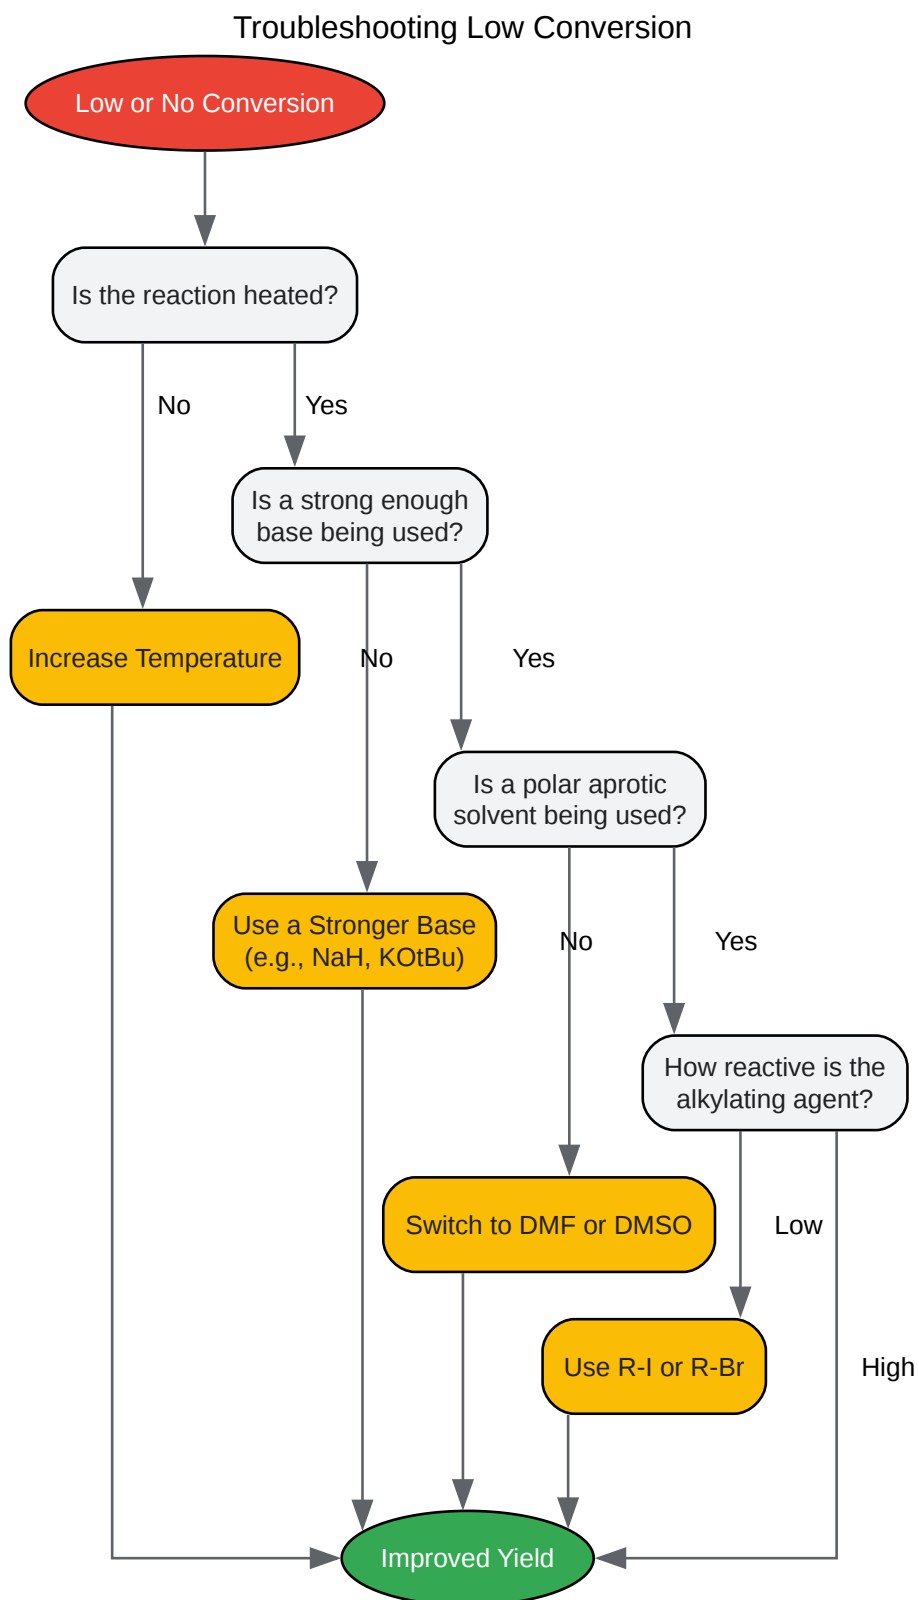 Troubleshooting Low Conversion
Low or No Conversion
Is the reaction heated?
No
Yes
Is a strong enough
base being used?
Increase Temperature
No
Yes
Is a polar aprotic
solvent being used?
Use a Stronger Base
(e.g., NaH, KOtBu)
No
Yes
How reactive is the
alkylating agent?
Switch to DMF or DMSO
Low
Use R-I or R-Br
High
Improved Yield